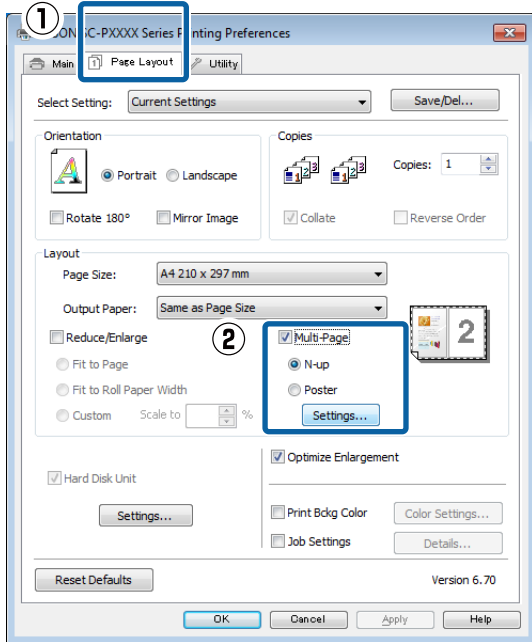 ①
SC-PXXXX Series Printing Preferences
Main Page Layout Utility
Select Setting: Current Settings Save/Del...
Orientation
Portrait Landscape
Rotate 180° Mirror Image
Copies
Copies: 1
Collate Reverse Order
Layout
Page Size: A4 210 x 297 mm
Output Paper: Same as Page Size
Reduce/Enlarge
Fit to Page
Fit to Roll Paper Width
Custom Scale to %
②
Multi-Page
N-up
Poster
Settings...
2
Hard Disk Unit
Settings...
Optimize Enlargement
Print Bckg Color Color Settings...
Job Settings Details...
Reset Defaults Version 6.70
OK Cancel Apply Help